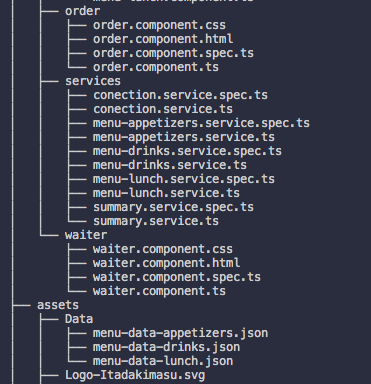 menu-lunch.component.ts
├── order
├── order.component.css
├── order.component.html
├── order.component.spec.ts
└── order.component.ts
├── services
├── conection.service.spec.ts
├── conection.service.ts
├── menu-appetizers.service.spec.ts
├── menu-appetizers.service.ts
├── menu-drinks.service.spec.ts
├── menu-drinks.service.ts
├── menu-lunch.service.spec.ts
├── menu-lunch.service.ts
├── summary.service.spec.ts
└── summary.service.ts
└── waiter
├── waiter.component.css
├── waiter.component.html
├── waiter.component.spec.ts
└── waiter.component.ts
├── assets
├── Data
├── menu-data-appetizers.json
├── menu-data-drinks.json
└── menu-data-lunch.json
├── Logo-Itadakimasu.svg